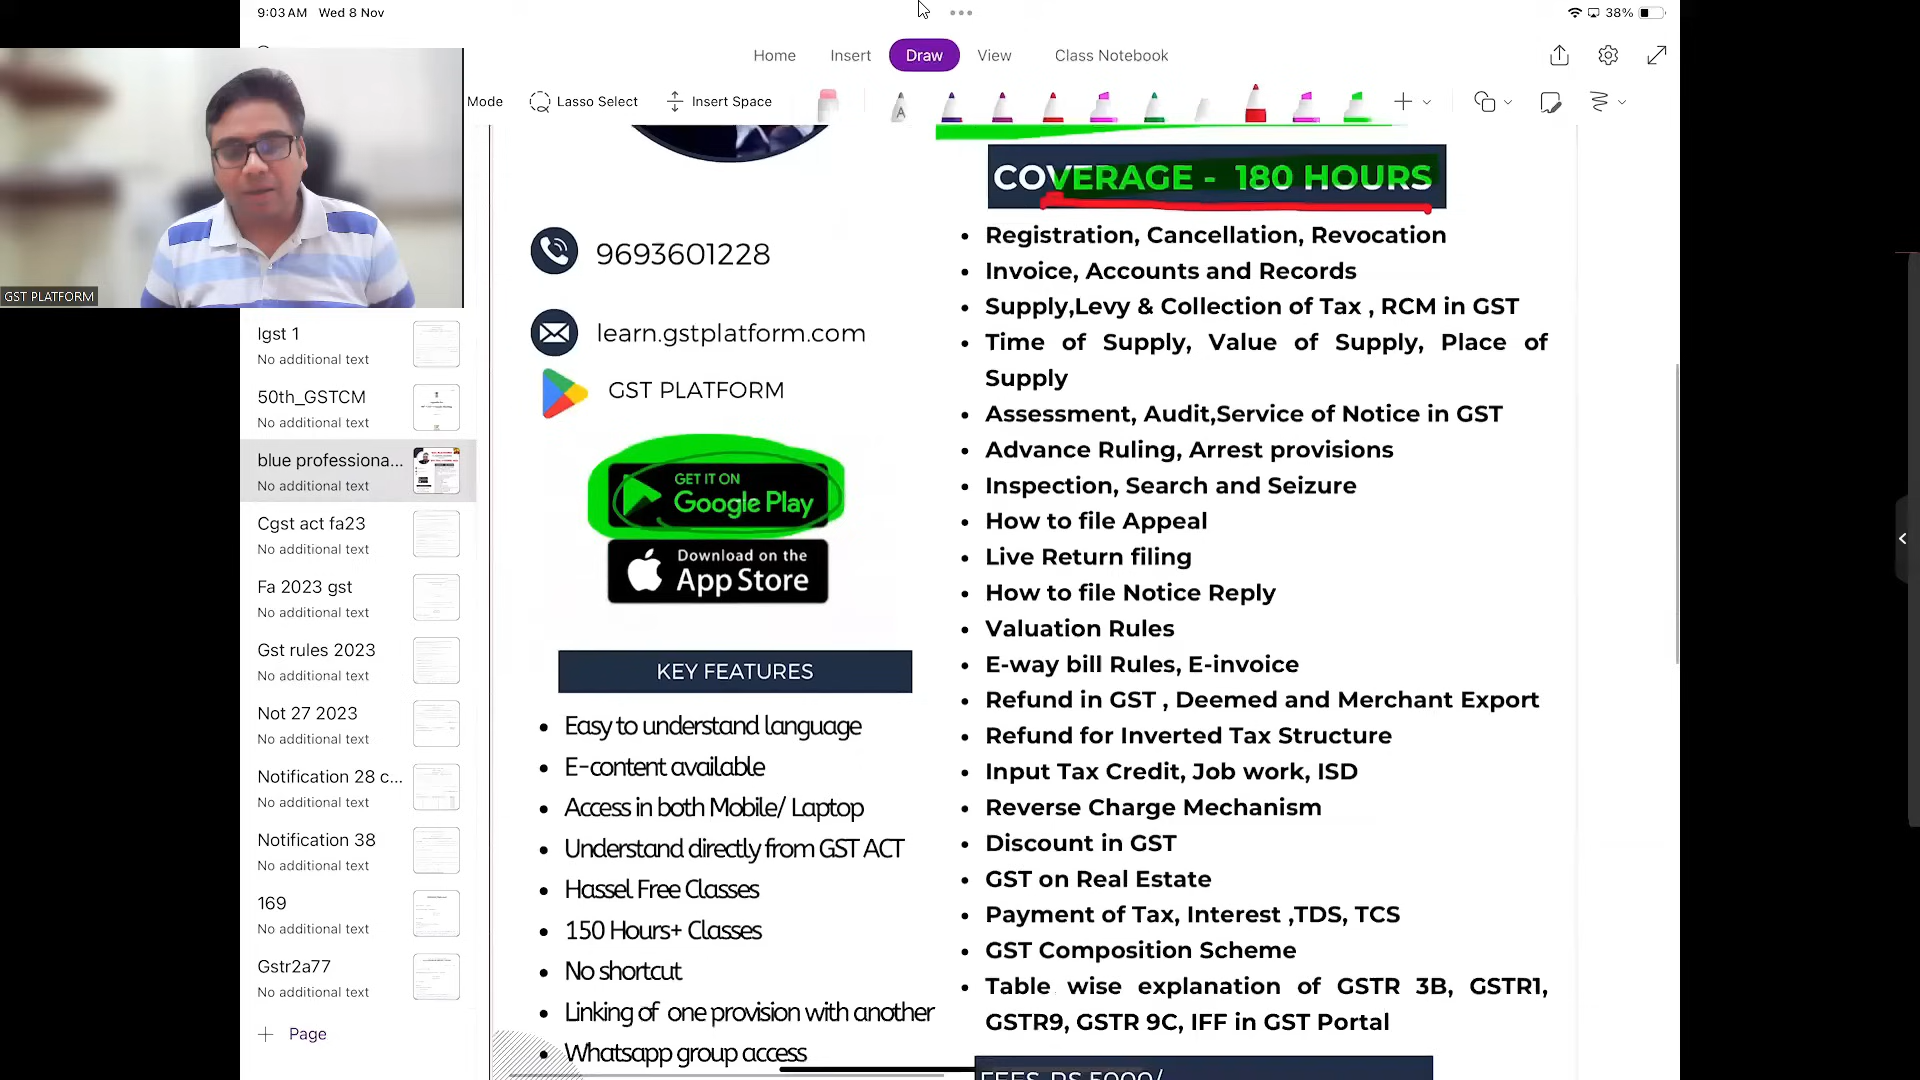 9:03 AM Wed 8 Nov
38%
Home Insert Draw View Class Notebook
Mode Lasso Select Insert Space
GST PLATFORM
Igst 1
No additional text
50th_GSTCM
No additional text
blue professiona...
No additional text
Cgst act fa23
No additional text
Fa 2023 gst
No additional text
Gst rules 2023
No additional text
Not 27 2023
No additional text
Notification 28 c...
No additional text
Notification 38
No additional text
169
No additional text
Gstr2a77
No additional text
Page
9693601228
learn.gstplatform.com
GST PLATFORM
GET IT ON
Google Play
Download on the
App Store
KEY FEATURES
• Easy to understand language
• E-content available
• Access in both Mobile/ Laptop
• Understand directly from GST ACT
• Hassel Free Classes
• 150 Hours+ Classes
• No shortcut
• Linking of one provision with another
• Whatsapp group access
COVERAGE - 180 HOURS
• Registration, Cancellation, Revocation
• Invoice, Accounts and Records
• Supply,Levy & Collection of Tax , RCM in GST
• Time of Supply, Value of Supply, Place of
Supply
• Assessment, Audit,Service of Notice in GST
• Advance Ruling, Arrest provisions
• Inspection, Search and Seizure
• How to file Appeal
• Live Return filing
• How to file Notice Reply
• Valuation Rules
• E-way bill Rules, E-invoice
• Refund in GST , Deemed and Merchant Export
• Refund for Inverted Tax Structure
• Input Tax Credit, Job work, ISD
• Reverse Charge Mechanism
• Discount in GST
• GST on Real Estate
• Payment of Tax, Interest ,TDS, TCS
• GST Composition Scheme
• Table wise explanation of GSTR 3B, GSTR1,
GSTR9, GSTR 9C, IFF in GST Portal
FEES RS 5000/